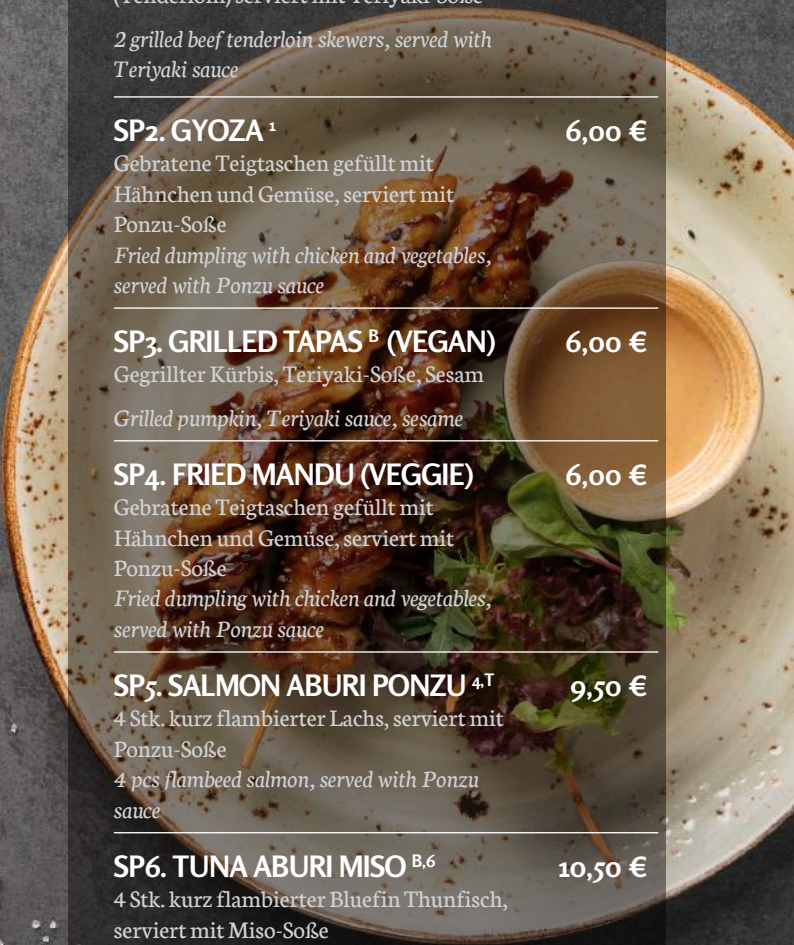 (Tenderloin) serviert mit Teriyaki-Soße
2 grilled beef tenderloin skewers, served with
Teriyaki sauce
SP2. GYOZA ¹ 6,00 €
Gebratene Teigtaschen gefüllt mit
Hähnchen und Gemüse, serviert mit
Ponzu-Soße
Fried dumpling with chicken and vegetables,
served with Ponzu sauce
SP3. GRILLED TAPAS ᴮ (VEGAN) 6,00 €
Gegrillter Kürbis, Teriyaki-Soße, Sesam
Grilled pumpkin, Teriyaki sauce, sesame
SP4. FRIED MANDU (VEGGIE) 6,00 €
Gebratene Teigtaschen gefüllt mit
Hähnchen und Gemüse, serviert mit
Ponzu-Soße
Fried dumpling with chicken and vegetables,
served with Ponzu sauce
SP5. SALMON ABURI PONZU ⁴,ᵀ 9,50 €
4 Stk. kurz flambierter Lachs, serviert mit
Ponzu-Soße
4 pcs flambeed salmon, served with Ponzu
sauce
SP6. TUNA ABURI MISO ᴮ,⁶ 10,50 €
4 Stk. kurz flambierter Bluefin Thunfisch,
serviert mit Miso-Soße